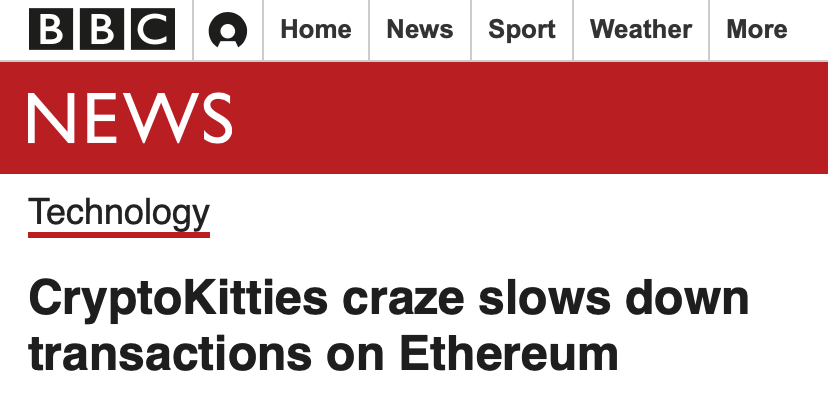 BBC Home News Sport Weather More
NEWS
Technology
CryptoKitties craze slows down
transactions on Ethereum